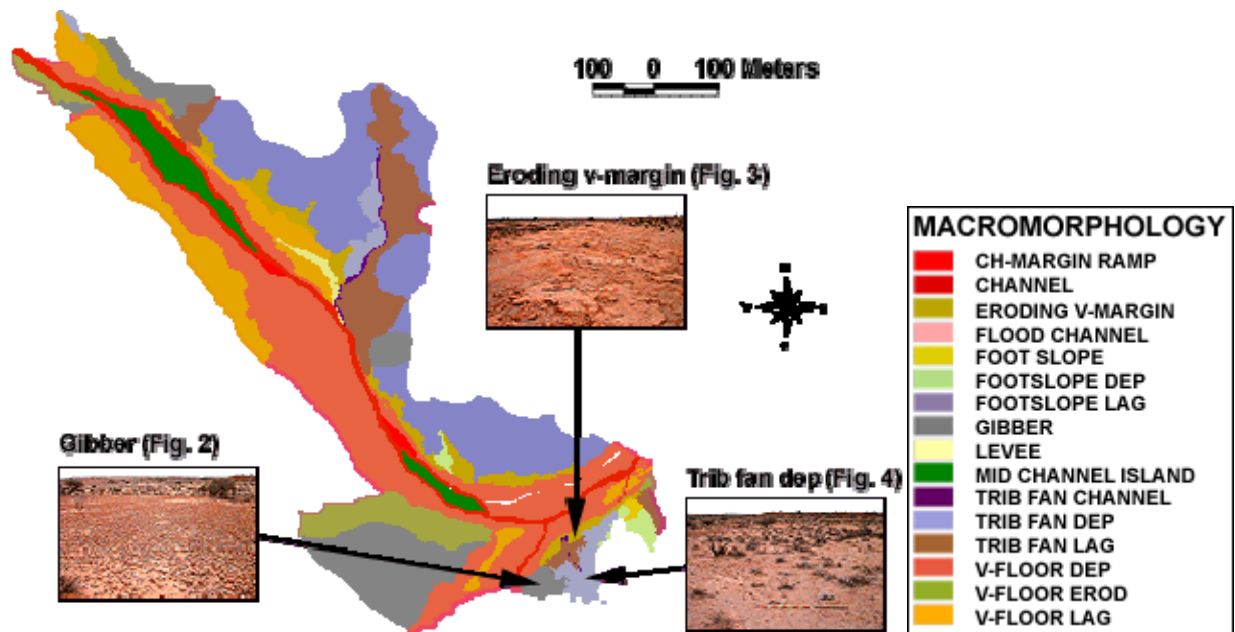 100 0 100 Meters
Eroding v-margin (Fig. 3)
Gibber (Fig. 2)
Trib fan dep (Fig. 4)
MACROMORPHOLOGY
CH-MARGIN RAMP
CHANNEL
ERODING V-MARGIN
FLOOD CHANNEL
FOOT SLOPE
FOOTSLOPE DEP
FOOTSLOPE LAG
GIBBER
LEVEE
MID CHANNEL ISLAND
TRIB FAN CHANNEL
TRIB FAN DEP
TRIB FAN LAG
V-FLOOR DEP
V-FLOOR EROD
V-FLOOR LAG